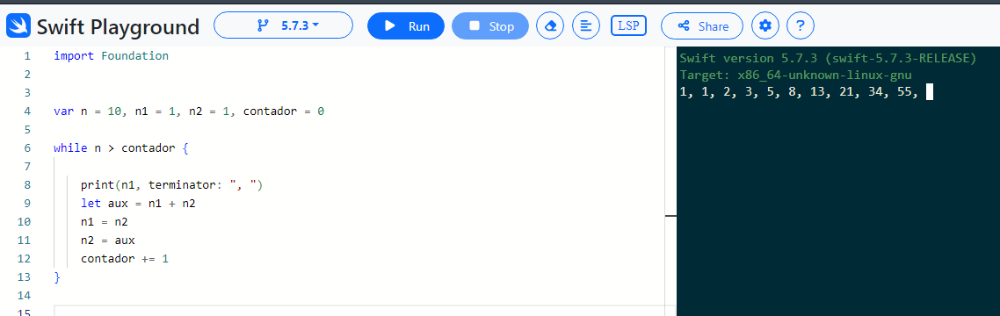 Swift Playground 5.7.3 Run Stop LSP Share ?
1 import Foundation
2
3
4 var n = 10, n1 = 1, n2 = 1, contador = 0
5
6 while n > contador {
7
8 print(n1, terminator: ", ")
9 let aux = n1 + n2
10 n1 = n2
11 n2 = aux
12 contador += 1
13 }
14
15
Swift version 5.7.3 (swift-5.7.3-RELEASE)
Target: x86_64-unknown-linux-gnu
1, 1, 2, 3, 5, 8, 13, 21, 34, 55,